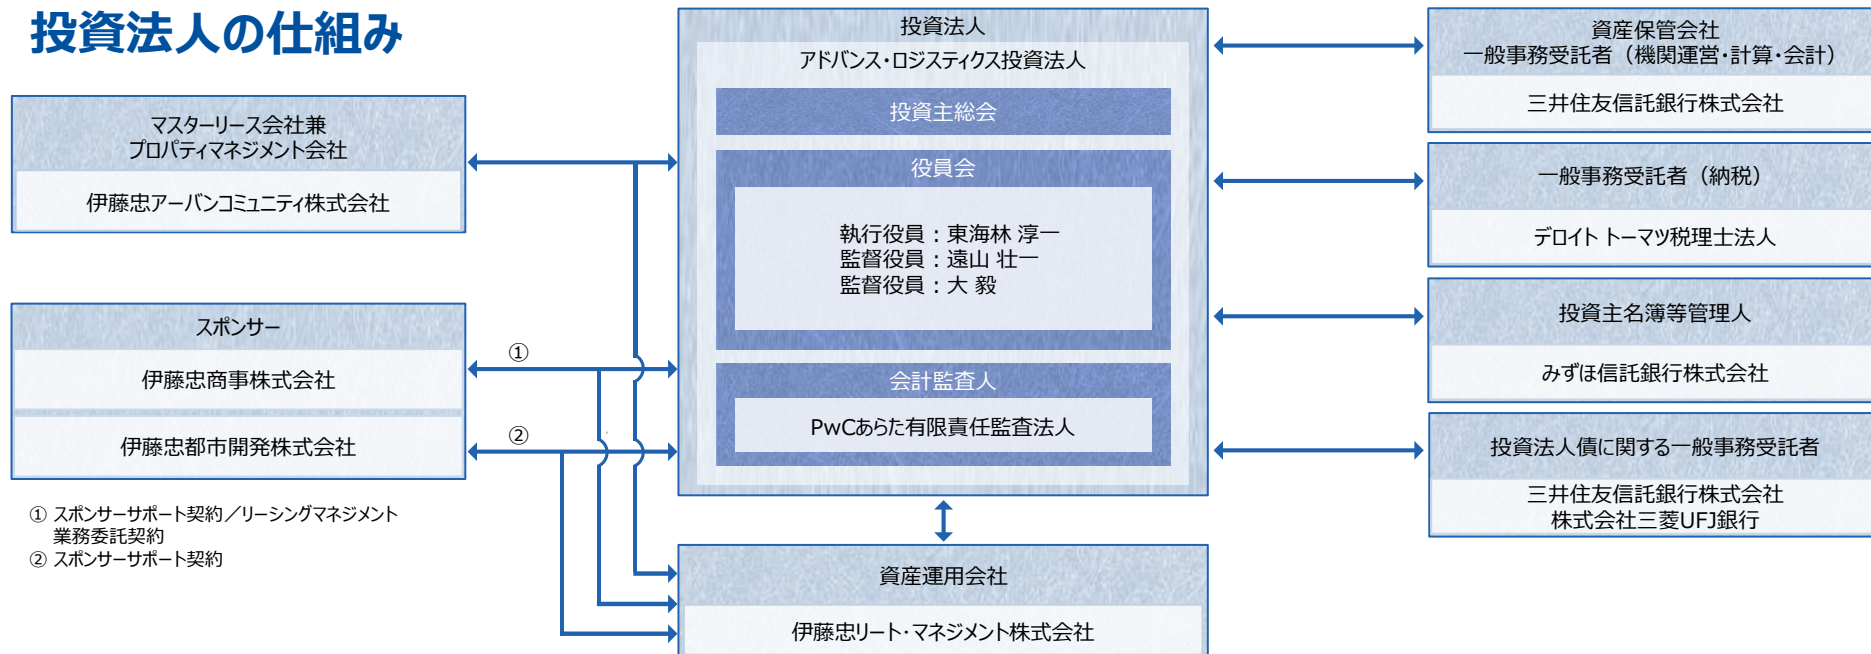 投資法人の仕組み
マスターリース会社兼
プロパティマネジメント会社
伊藤忠アーバンコミュニティ株式会社
スポンサー
伊藤忠商事株式会社
伊藤忠都市開発株式会社
① スポンサーサポート契約／リーシングマネジメント
業務委託契約
② スポンサーサポート契約
①
②
投資法人
アドバンス・ロジスティクス投資法人
投資主総会
役員会
執行役員：東海林 淳一
監督役員：遠山 壮一
監督役員：大 毅
会計監査人
PwCあらた有限責任監査法人
資産運用会社
伊藤忠リート・マネジメント株式会社
資産保管会社
一般事務受託者（機関運営・計算・会計）
三井住友信託銀行株式会社
一般事務受託者（納税）
デロイト トーマツ税理士法人
投資主名簿等管理人
みずほ信託銀行株式会社
投資法人債に関する一般事務受託者
三井住友信託銀行株式会社
株式会社三菱UFJ銀行